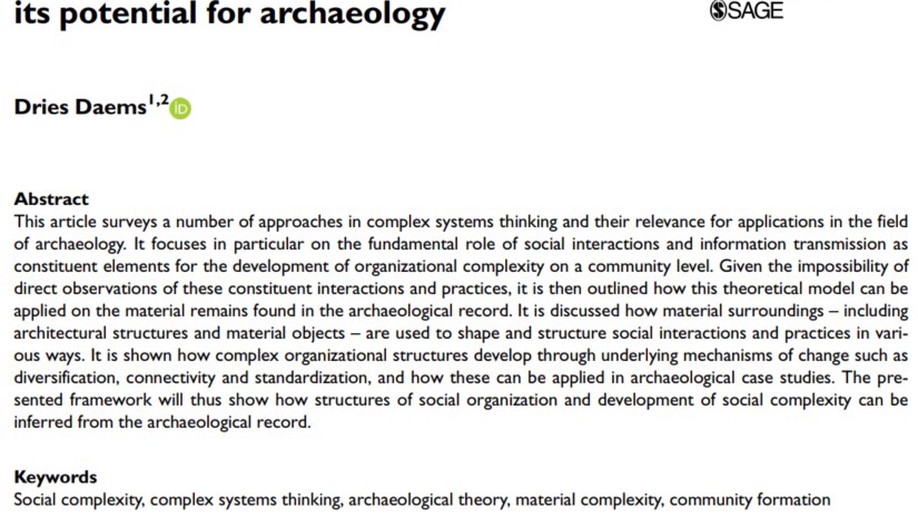 its potential for archaeology
SAGE
Dries Daems1,2 iD
Abstract
This article surveys a number of approaches in complex systems thinking and their relevance for applications in the field
of archaeology. It focuses in particular on the fundamental role of social interactions and information transmission as
constituent elements for the development of organizational complexity on a community level. Given the impossibility of
direct observations of these constituent interactions and practices, it is then outlined how this theoretical model can be
applied on the material remains found in the archaeological record. It is discussed how material surroundings – including
architectural structures and material objects – are used to shape and structure social interactions and practices in vari-
ous ways. It is shown how complex organizational structures develop through underlying mechanisms of change such as
diversification, connectivity and standardization, and how these can be applied in archaeological case studies. The pre-
sented framework will thus show how structures of social organization and development of social complexity can be
inferred from the archaeological record.
Keywords
Social complexity, complex systems thinking, archaeological theory, material complexity, community formation